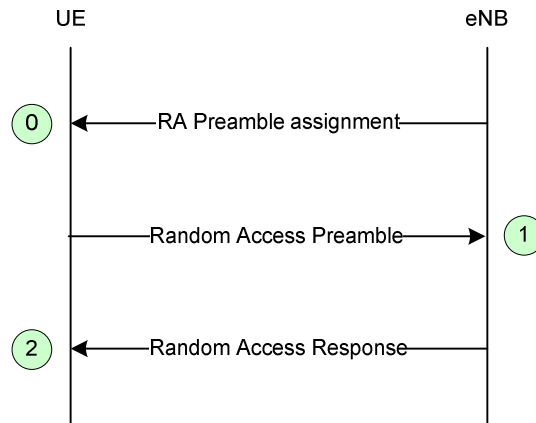 UE eNB
0 RA Preamble assignment
Random Access Preamble 1
2 Random Access Response